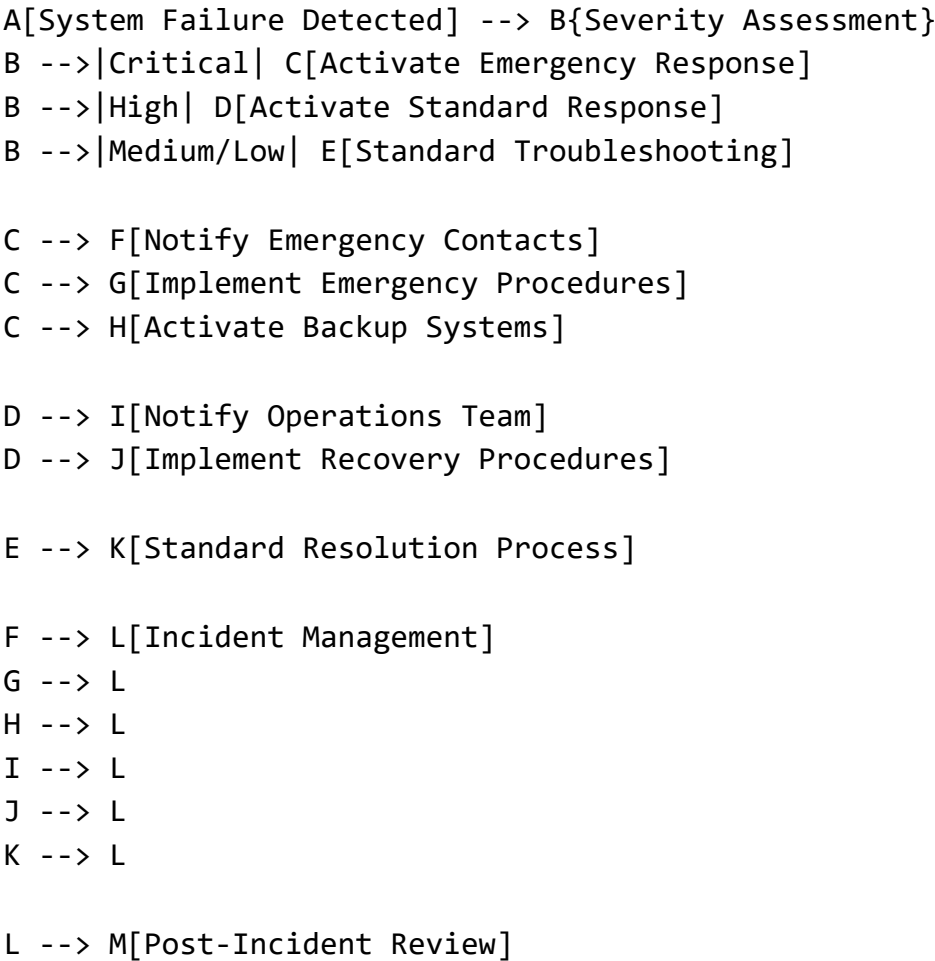 A[System Failure Detected] --> B{Severity Assessment}
B -->|Critical| C[Activate Emergency Response]
B -->|High| D[Activate Standard Response]
B -->|Medium/Low| E[Standard Troubleshooting]

C --> F[Notify Emergency Contacts]
C --> G[Implement Emergency Procedures]
C --> H[Activate Backup Systems]

D --> I[Notify Operations Team]
D --> J[Implement Recovery Procedures]

E --> K[Standard Resolution Process]

F --> L[Incident Management]
G --> L
H --> L
I --> L
J --> L
K --> L

L --> M[Post-Incident Review]